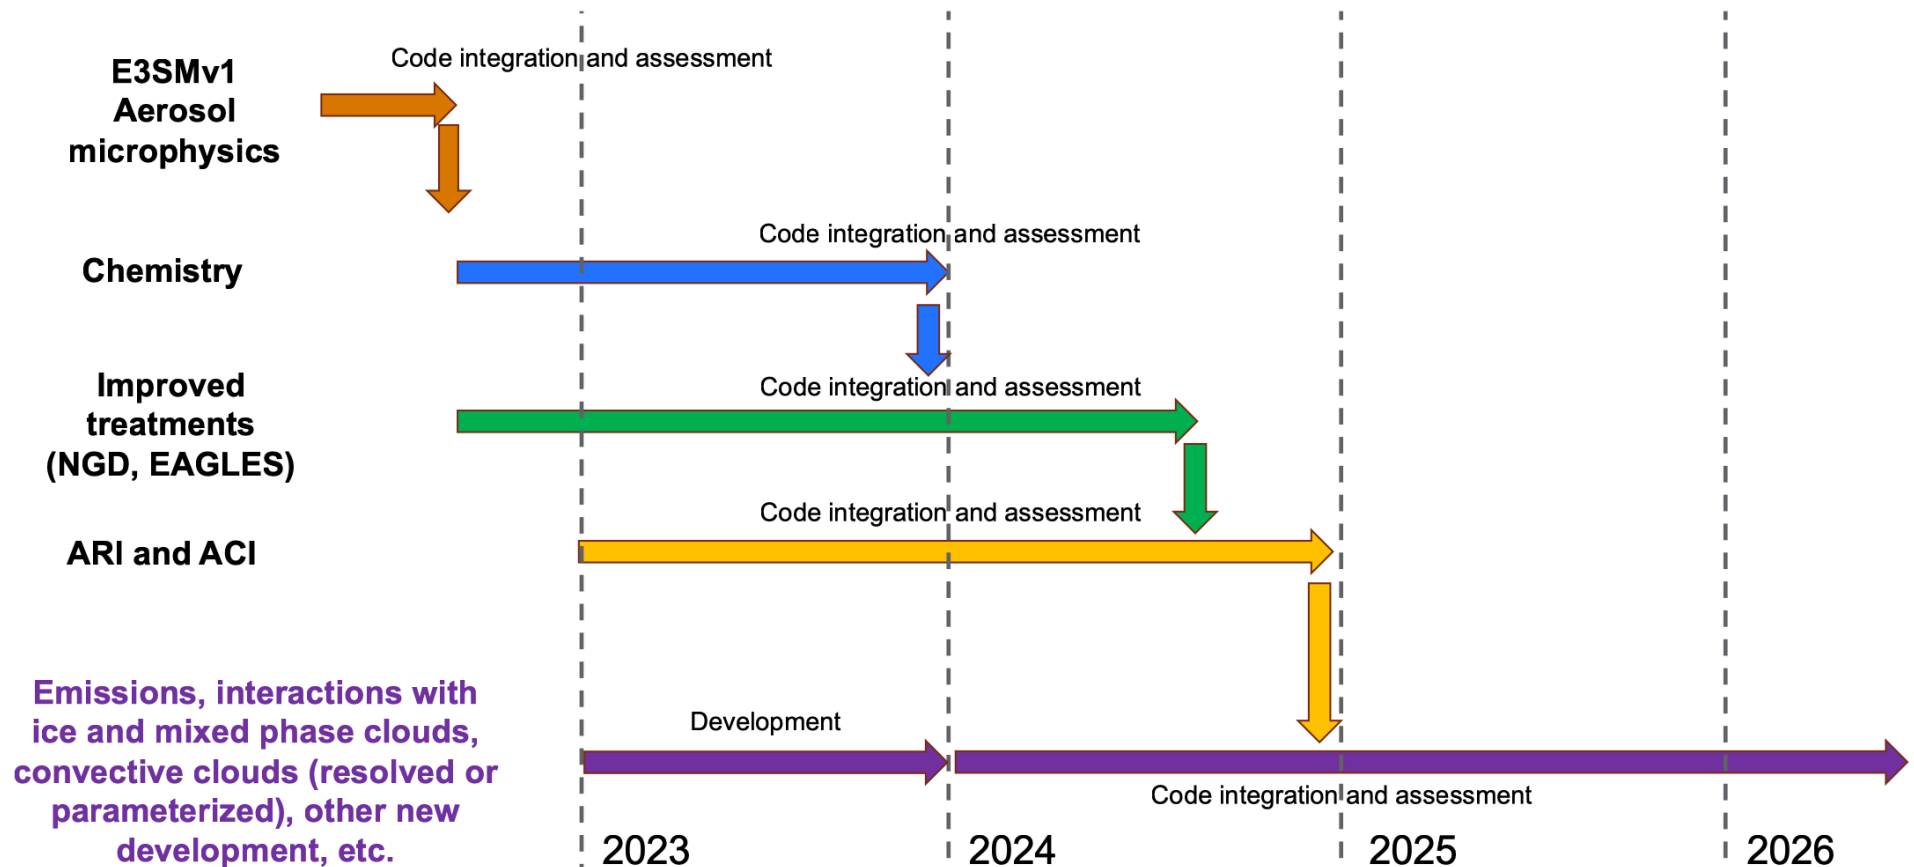 Code integration and assessment
E3SMv1
Aerosol
microphysics
Code integration and assessment
Chemistry
Improved
treatments
(NGD, EAGLES)
Code integration and assessment
Code integration and assessment
ARI and ACI
Emissions, interactions with
ice and mixed phase clouds,
convective clouds (resolved or
parameterized), other new
development, etc.
Development
Code integration and assessment
2023
2024
2025
2026